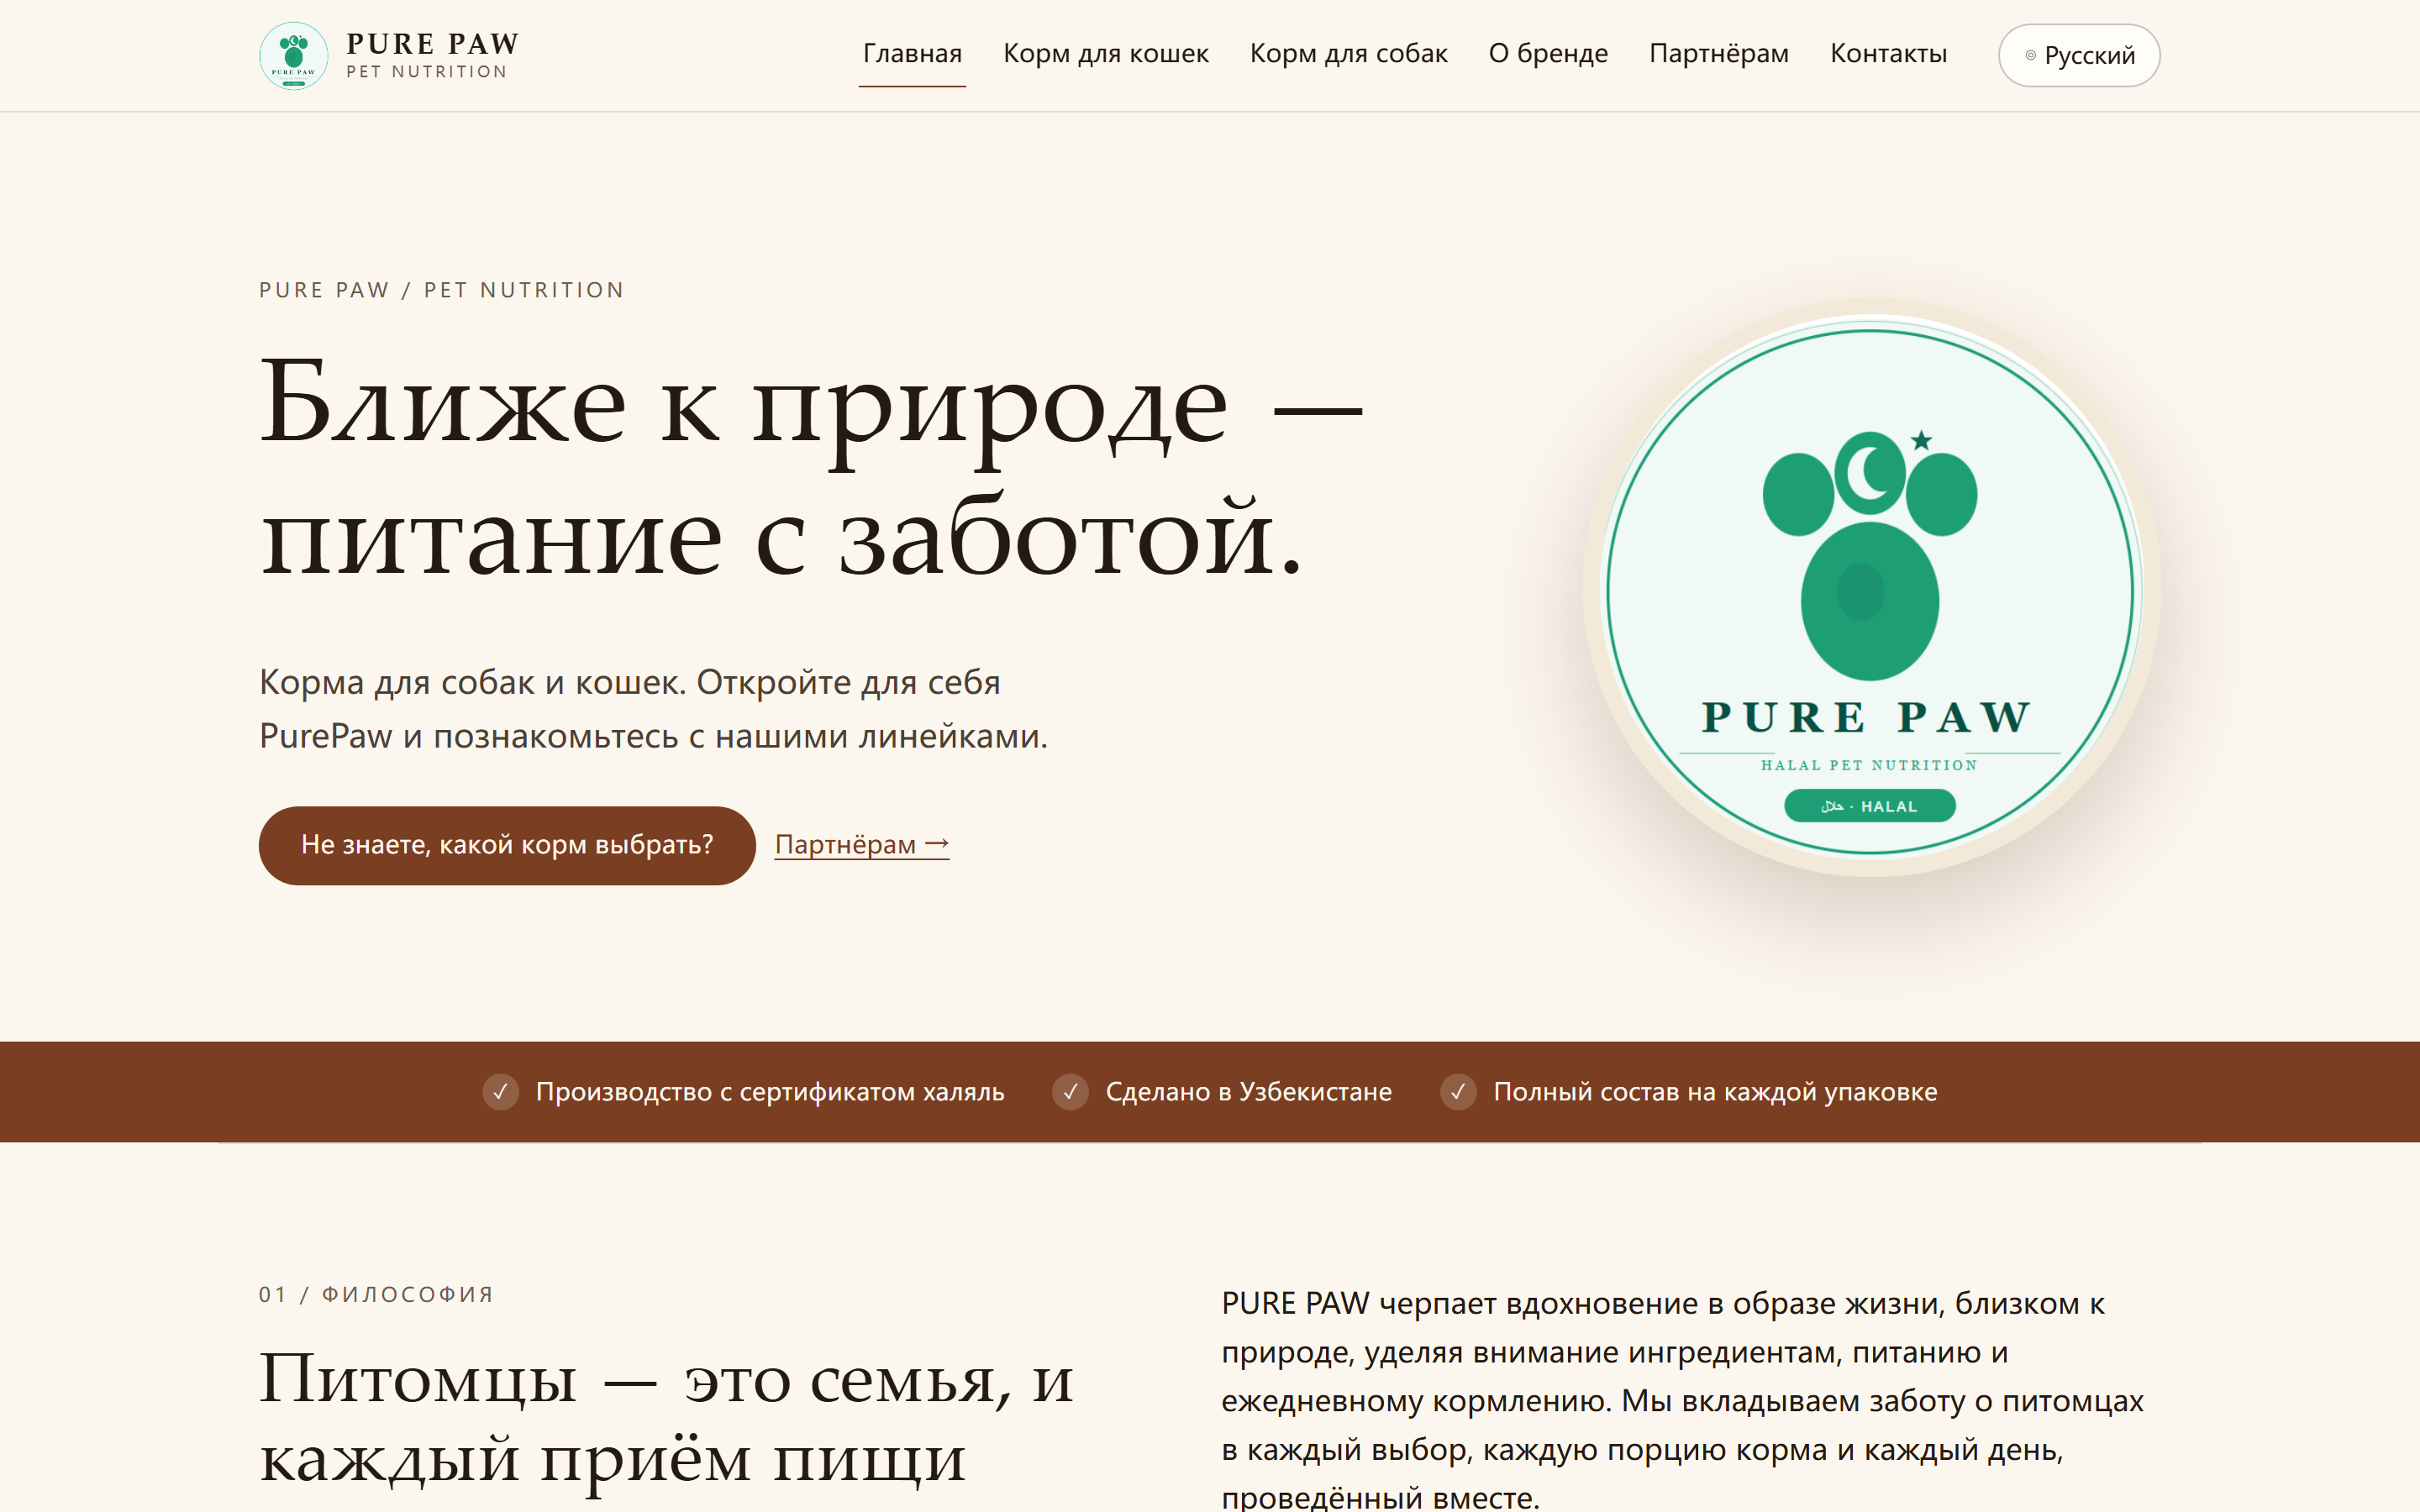 PURE PAW
PET NUTRITION
Главная
Корм для кошек
Корм для собак
О бренде
Партнёрам
Контакты
Русский
PURE PAW / PET NUTRITION
Ближе к природе —
питание с заботой.
Корма для собак и кошек. Откройте для себя
PurePaw и познакомьтесь с нашими линейками.
Не знаете, какой корм выбрать?
Партнёрам →
PURE PAW
HALAL PET NUTRITION
حلال · HALAL
✓ Производство с сертификатом халяль
✓ Сделано в Узбекистане
✓ Полный состав на каждой упаковке
01 / ФИЛОСОФИЯ
Питомцы — это семья, и
каждый приём пищи
PURE PAW черпает вдохновение в образе жизни, близком к
природе, уделяя внимание ингредиентам, питанию и
ежедневному кормлению. Мы вкладываем заботу о питомцах
в каждый выбор, каждую порцию корма и каждый день,
проведённый вместе.